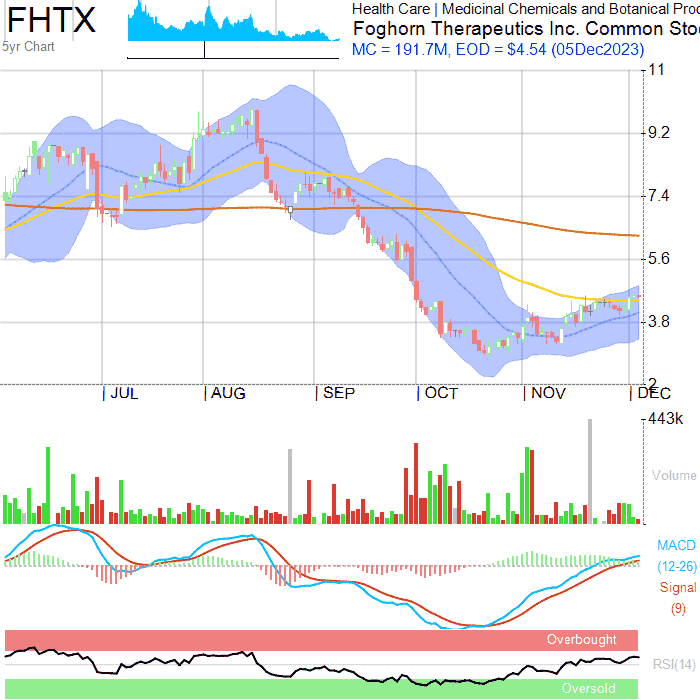 FHTX
5yr Chart
Health Care | Medicinal Chemicals and Botanical Proc
Foghorn Therapeutics Inc. Common Stoc
MC = 191.7M, EOD = $4.54 (05Dec2023)
11
9.2
7.4
5.6
3.8
2
JUL AUG SEP OCT NOV DEC
443k
Volume
MACD
(12-26)
Signal
(9)
Overbought
RSI(14)
Oversold